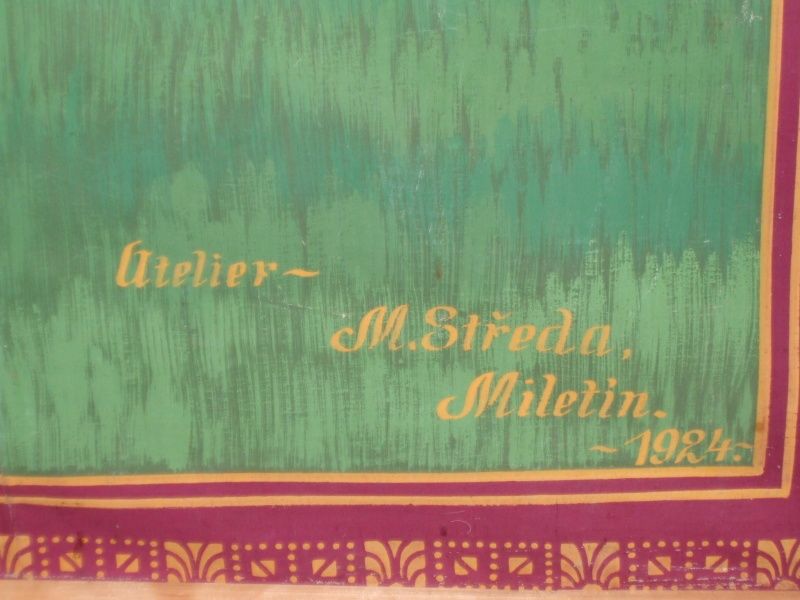 Atelier~
M. Středa,
Miletin.
~1924~